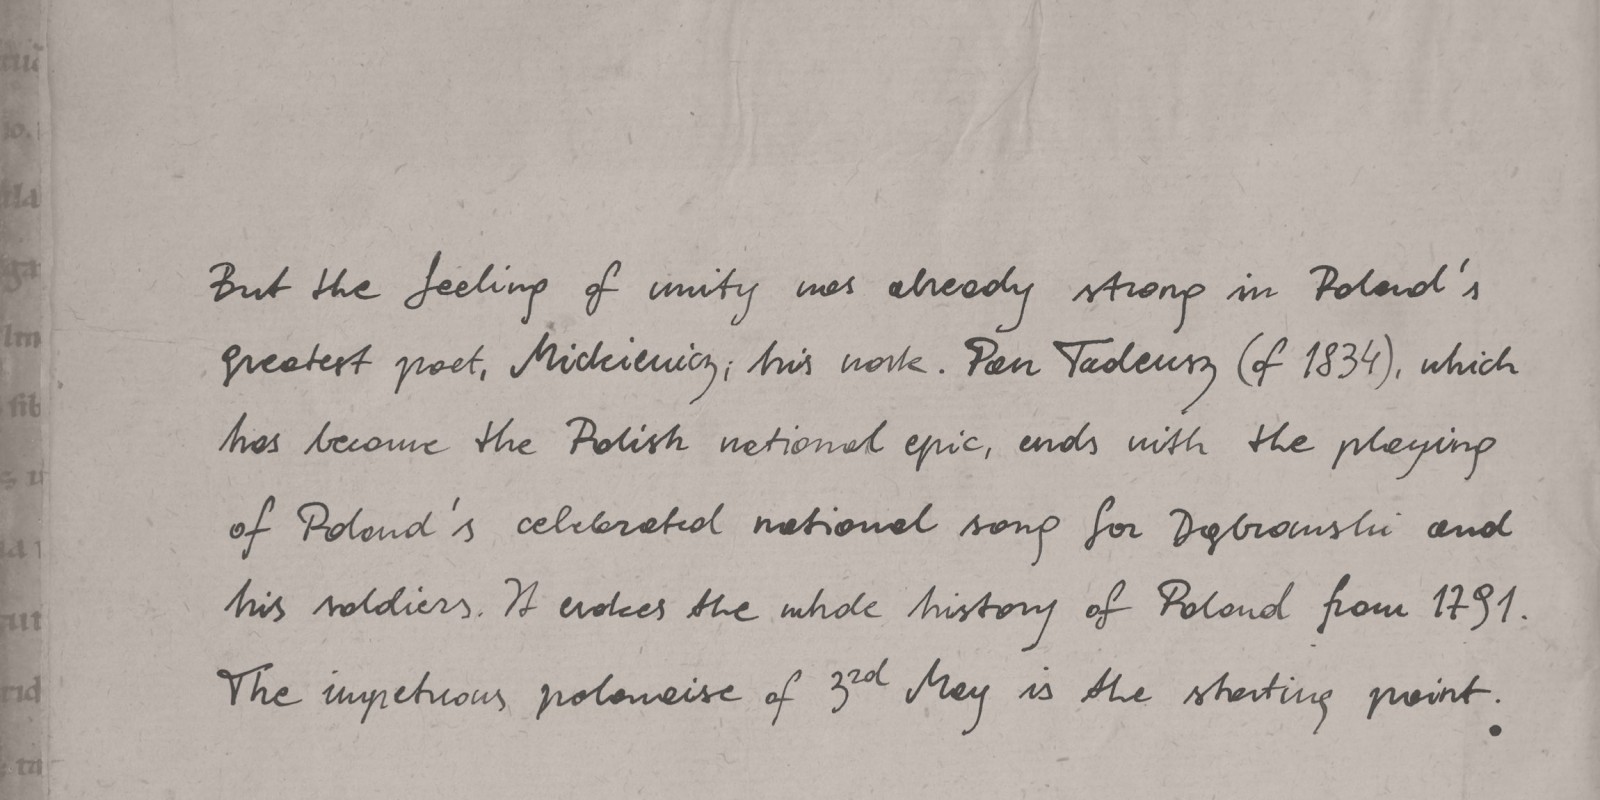 But the feeling of unity was already strong in Poland's
greatest poet, Mickiewicz; his work. Pan Tadeusz (of 1834), which
has become the Polish national epic, ends with the playing
of Poland's celebrated national song for Dąbrowski and
his soldiers. It evokes the whole history of Poland from 1791.
The impetuous polonaise of 3rd May is the starting point.